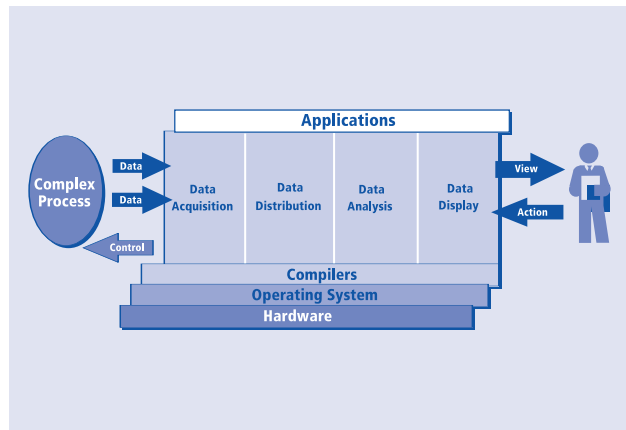 Applications
Complex
Process
Data
Data
Control
Data
Acquisition
Data
Distribution
Data
Analysis
Data
Display
View
Action
Compilers
Operating System
Hardware